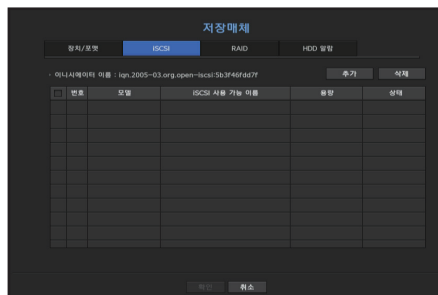 저장매체
장치/포맷 iSCSI RAID HDD 알람
· 이니시에이터 이름 : iqn.2005-03.org.open-iscsi:5b3f46fdd7f 추가 삭제
번호 모델 iSCSI 사용 가능 이름 용량 상태
확인 취소